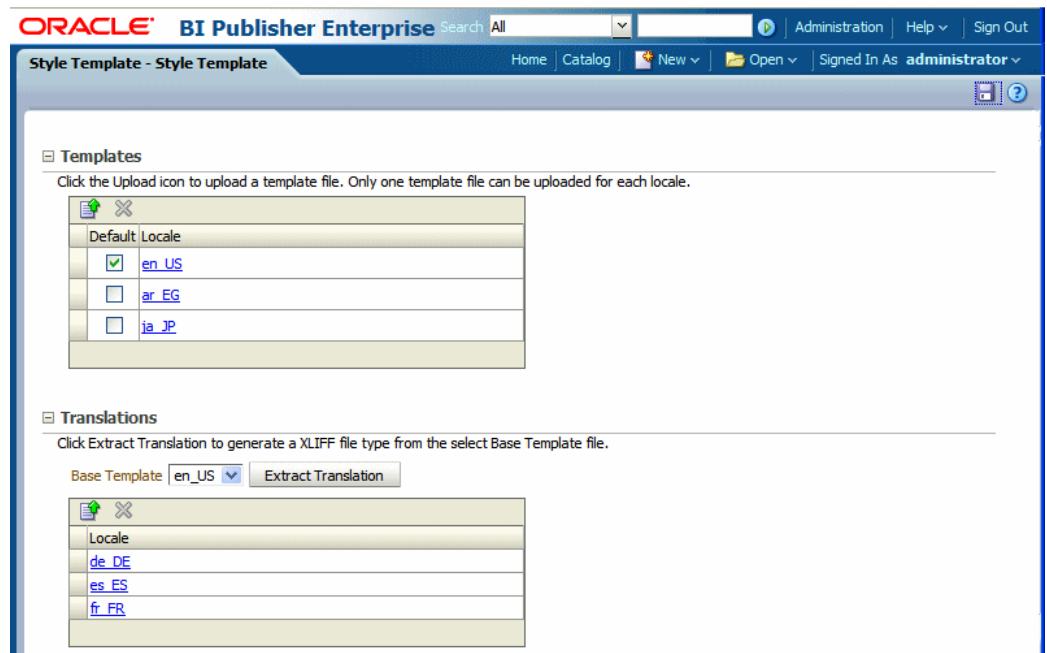 ORACLE BI Publisher Enterprise Search All Administration Help Sign Out
Style Template - Style Template Home Catalog New Open Signed In As administrator
Templates
Click the Upload icon to upload a template file. Only one template file can be uploaded for each locale.
Default Locale
en_US
ar_EG
ja_JP
Translations
Click Extract Translation to generate a XLIFF file type from the select Base Template file.
Base Template en_US Extract Translation
Locale
de_DE
es_ES
fr_FR